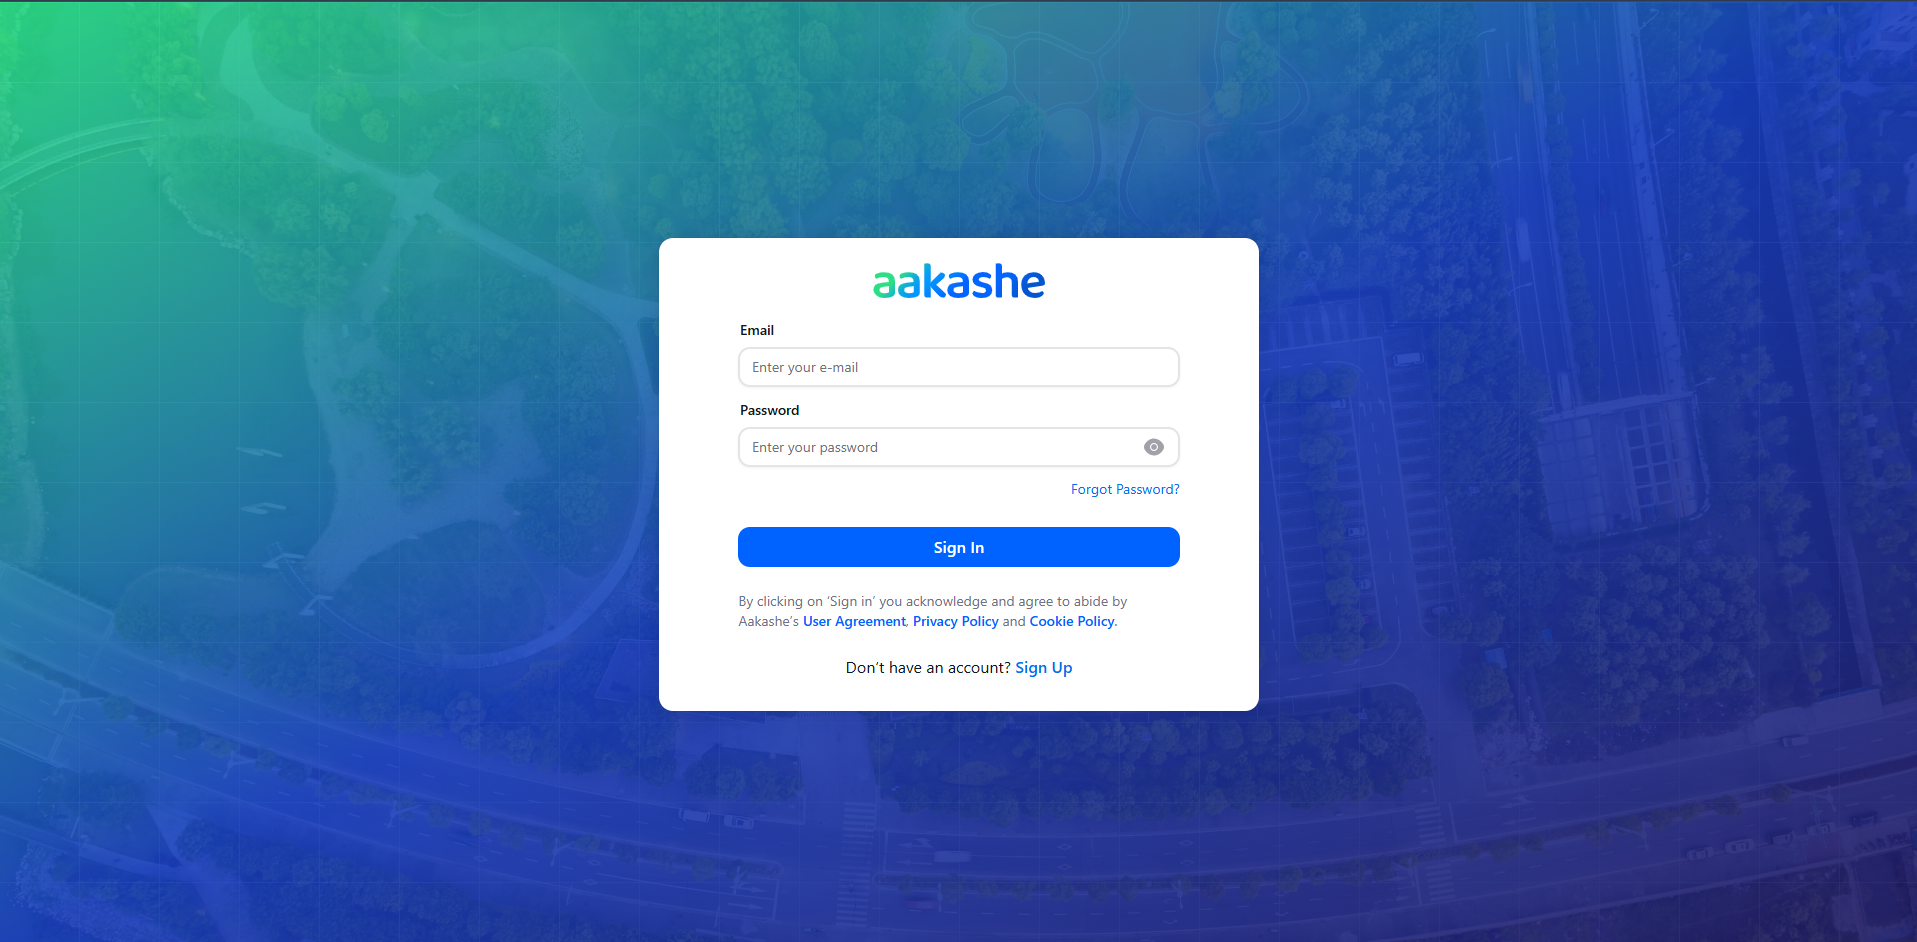 aakashe
Email
Enter your e-mail
Password
Enter your password
Forgot Password?
Sign In
By clicking on ‘Sign in’ you acknowledge and agree to abide by
Aakashe’s User Agreement, Privacy Policy and Cookie Policy.
Don’t have an account? Sign Up